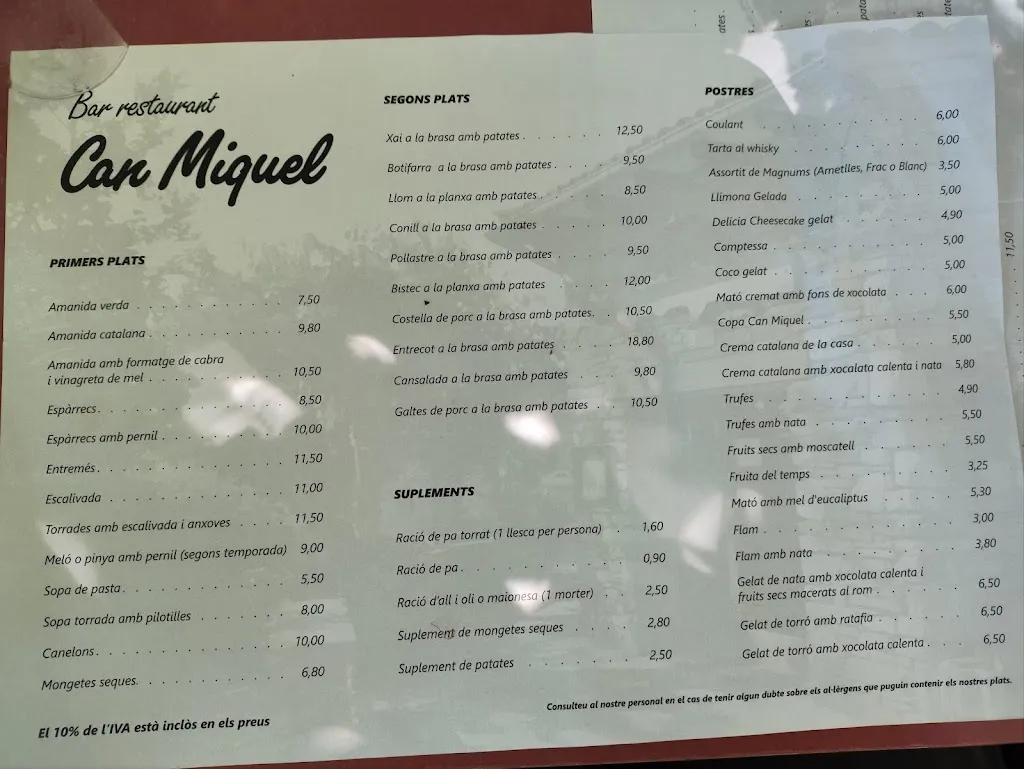 Bar restaurant
Can Miquel
PRIMERS PLATS
Amanida verda . . . . . . . . . . . 7,50
Amanida catalana . . . . . . . . . . 9,80
Amanida amb formatge de cabra
i vinagreta de mel . . . . . . . . . . 10,50
Espàrrecs. . . . . . . . . . . . . . 8,50
Espàrrecs amb pernil . . . . . . . . . 10,00
Entremés. . . . . . . . . . . . . . 11,50
Escalivada . . . . . . . . . . . . . 11,00
Torrades amb escalivada i anxoves . . . . 11,50
Meló o pinya amb pernil (segons temporada) 9,00
Sopa de pasta. . . . . . . . . . . . 5,50
Sopa torrada amb pilotilles . . . . . . . 8,00
Canelons. . . . . . . . . . . . . . 10,00
Mongetes seques. . . . . . . . . . . 6,80
El 10% de l'IVA està inclòs en els preus
SEGONS PLATS
Xai a la brasa amb patates . . . . . . 12,50
Botifarra a la brasa amb patates . . . . 9,50
Llom a la planxa amb patates . . . . . 8,50
Conill a la brasa amb patates . . . . . 10,00
Pollastre a la brasa amb patates . . . . 9,50
Bistec a la planxa amb patates . . . . 12,00
Costella de porc a la brasa amb patates. . 10,50
Entrecot a la brasa amb patates . . . . 18,80
Cansalada a la brasa amb patates . . . . 9,80
Galtes de porc a la brasa amb patates . . 10,50
SUPLEMENTS
Ració de pa torrat (1 llesca per persona) . 1,60
Ració de pa . . . . . . . . . . . . 0,90
Ració d'all i oli o maionesa (1 morter) . . 2,50
Suplement de mongetes seques . . . . 2,80
Suplement de patates . . . . . . . . 2,50
POSTRES
Coulant . . . . . . . . . . . . 6,00
Tarta al whisky . . . . . . . . . . 6,00
Assortit de Magnums (Ametlles, Frac o Blanc) 3,50
Llimona Gelada . . . . . . . . . . 5,00
Delicia Cheesecake gelat . . . . . . . 4,90
Comptessa . . . . . . . . . . . 5,00
Coco gelat . . . . . . . . . . . 5,00
Mató cremat amb fons de xocolata . . . 6,00
Copa Can Miquel . . . . . . . . . 5,50
Crema catalana de la casa . . . . . . 5,00
Crema catalana amb xocalata calenta i nata 5,80
Trufes . . . . . . . . . . . . . 4,90
Trufes amb nata . . . . . . . . . 5,50
Fruits secs amb moscatell . . . . . . 5,50
Fruita del temps . . . . . . . . . 3,25
Mató amb mel d'eucaliptus . . . . . . 5,30
Flam . . . . . . . . . . . . . . 3,00
Flam amb nata . . . . . . . . . . 3,80
Gelat de nata amb xocolata calenta i
fruits secs macerats al rom . . . . . . 6,50
Gelat de torró amb ratafia . . . . . . 6,50
Gelat de torró amb xocolata calenta . . . 6,50
Consulteu al nostre personal en el cas de tenir algun dubte sobre els al·lèrgens que puguin contenir els nostres plats.
11,50